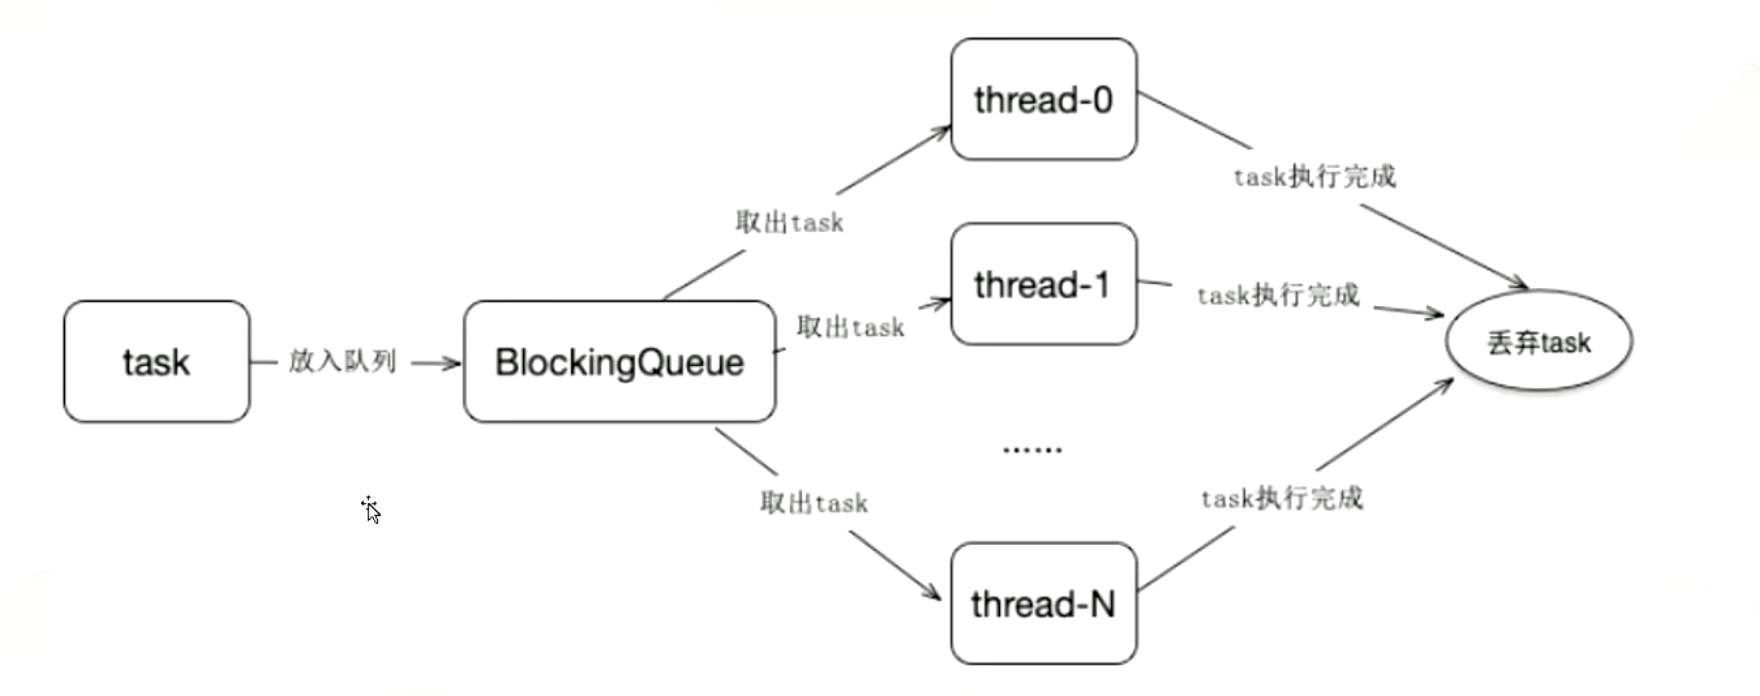 thread-0
task执行完成
取出task
thread-1
task执行完成
取出task
task
放入队列
BlockingQueue
丢弃task
......
取出task
task执行完成
thread-N